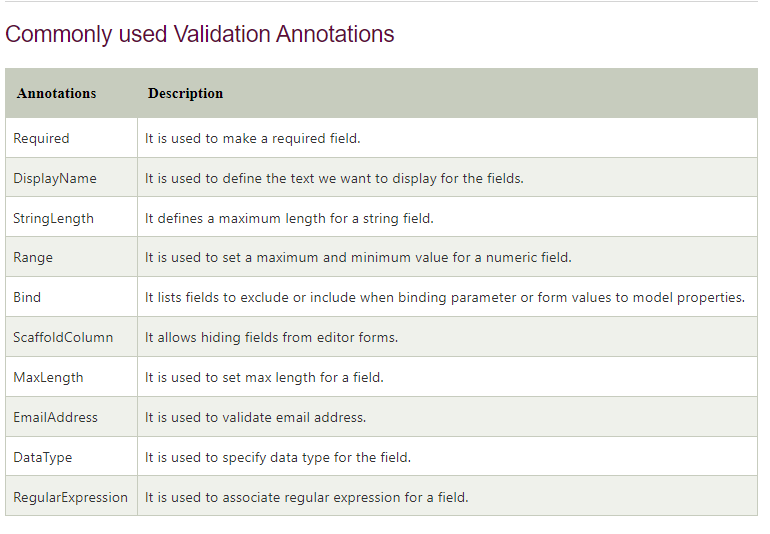 Commonly used Validation Annotations
Annotations Description
Required It is used to make a required field.
DisplayName It is used to define the text we want to display for the fields.
StringLength It defines a maximum length for a string field.
Range It is used to set a maximum and minimum value for a numeric field.
Bind It lists fields to exclude or include when binding parameter or form values to model properties.
ScaffoldColumn It allows hiding fields from editor forms.
MaxLength It is used to set max length for a field.
EmailAddress It is used to validate email address.
DataType It is used to specify data type for the field.
RegularExpression It is used to associate regular expression for a field.